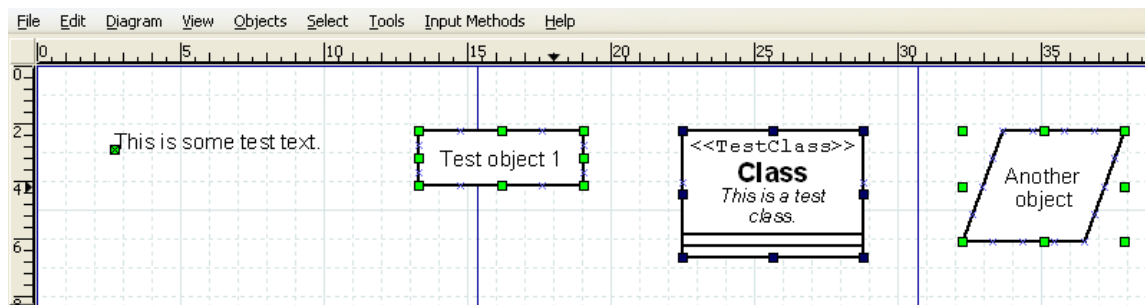 File Edit Diagram View Objects Select Tools Input Methods Help
0 5 10 15 20 25 30 35
0
2
This is some test text.
Test object 1
<<TestClass>>
Class
This is a test
class.
Another
object
4
6
8